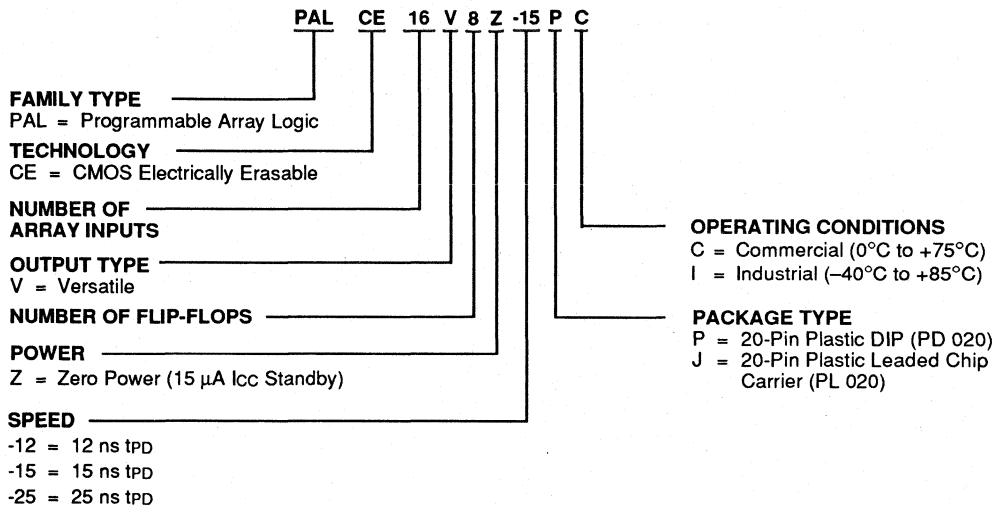 PAL CE 16 V 8 Z -15 P C
FAMILY TYPE
PAL = Programmable Array Logic
TECHNOLOGY
CE = CMOS Electrically Erasable
NUMBER OF
ARRAY INPUTS
OUTPUT TYPE
V = Versatile
NUMBER OF FLIP-FLOPS
POWER
Z = Zero Power (15 µA ICC Standby)
SPEED
-12 = 12 ns tPD
-15 = 15 ns tPD
-25 = 25 ns tPD
OPERATING CONDITIONS
C = Commercial (0°C to +75°C)
I = Industrial (–40°C to +85°C)
PACKAGE TYPE
P = 20-Pin Plastic DIP (PD 020)
J = 20-Pin Plastic Leaded Chip
Carrier (PL 020)